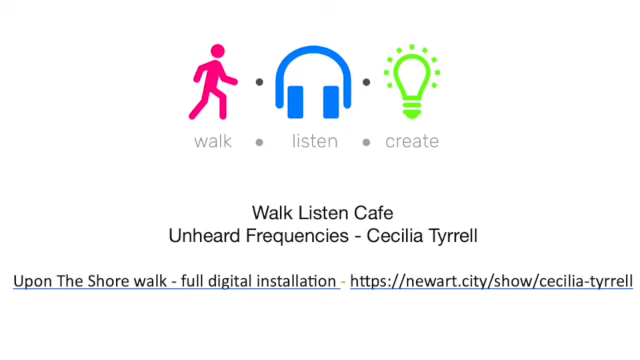 walk • listen • create
Walk Listen Cafe
Unheard Frequencies - Cecilia Tyrrell
Upon The Shore walk - full digital installation - https://newart.city/show/cecilia-tyrrell